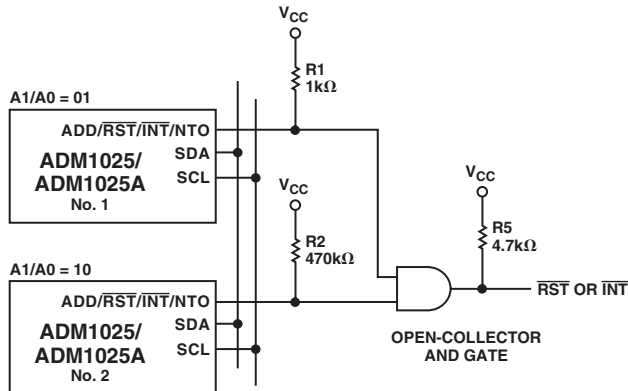 VCC
R1
1kΩ
A1/A0 = 01
ADD/RST/INT/NTO
SDA
SCL
ADM1025/
ADM1025A
No. 1
VCC
R2
470kΩ
VCC
R5
4.7kΩ
A1/A0 = 10
ADD/RST/INT/NTO
SDA
SCL
ADM1025/
ADM1025A
No. 2
RST OR INT
OPEN-COLLECTOR
AND GATE